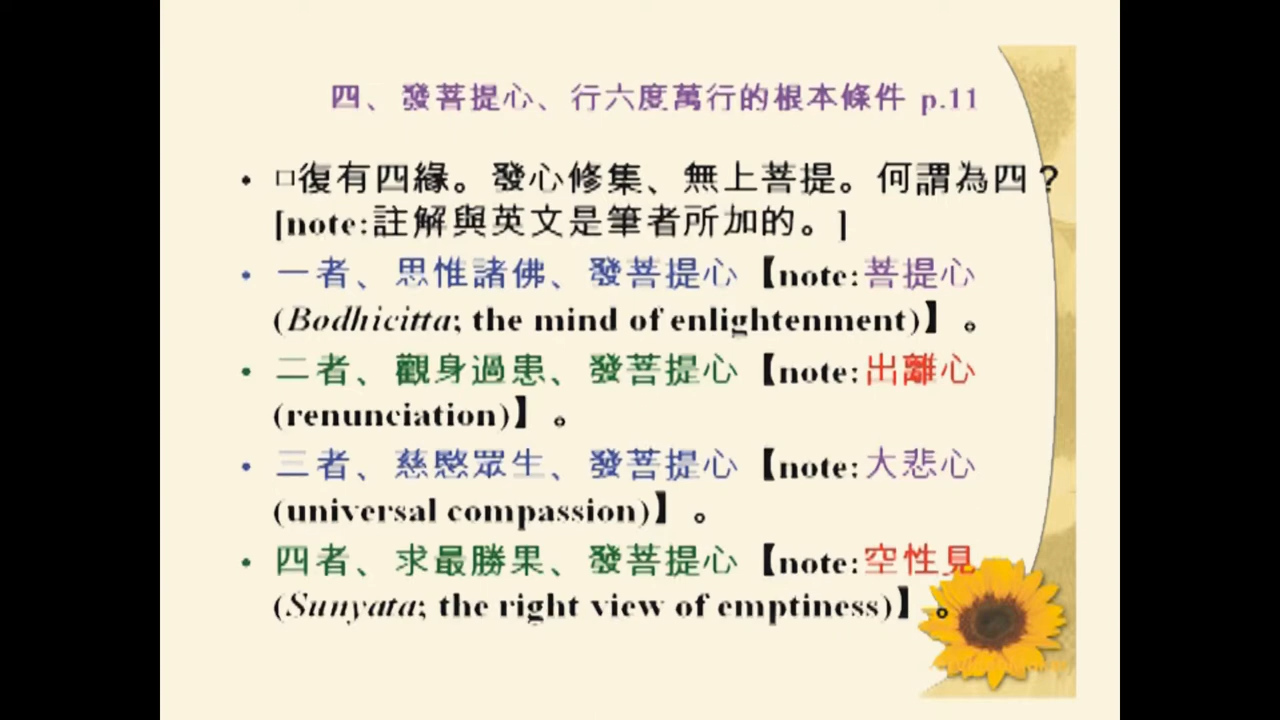 四、發菩提心、行六度萬行的根本條件 p.11
• □復有四緣。發心修集、無上菩提。何謂為四？
[note:註解與英文是筆者所加的。]
• 一者、思惟諸佛、發菩提心【note:菩提心
(Bodhicitta; the mind of enlightenment)】。
• 二者、觀身過患、發菩提心【note:出離心
(renunciation)】。
• 三者、慈愍眾生、發菩提心【note:大悲心
(universal compassion)】。
• 四者、求最勝果、發菩提心【note:空性見
(Sunyata; the right view of emptiness)】。